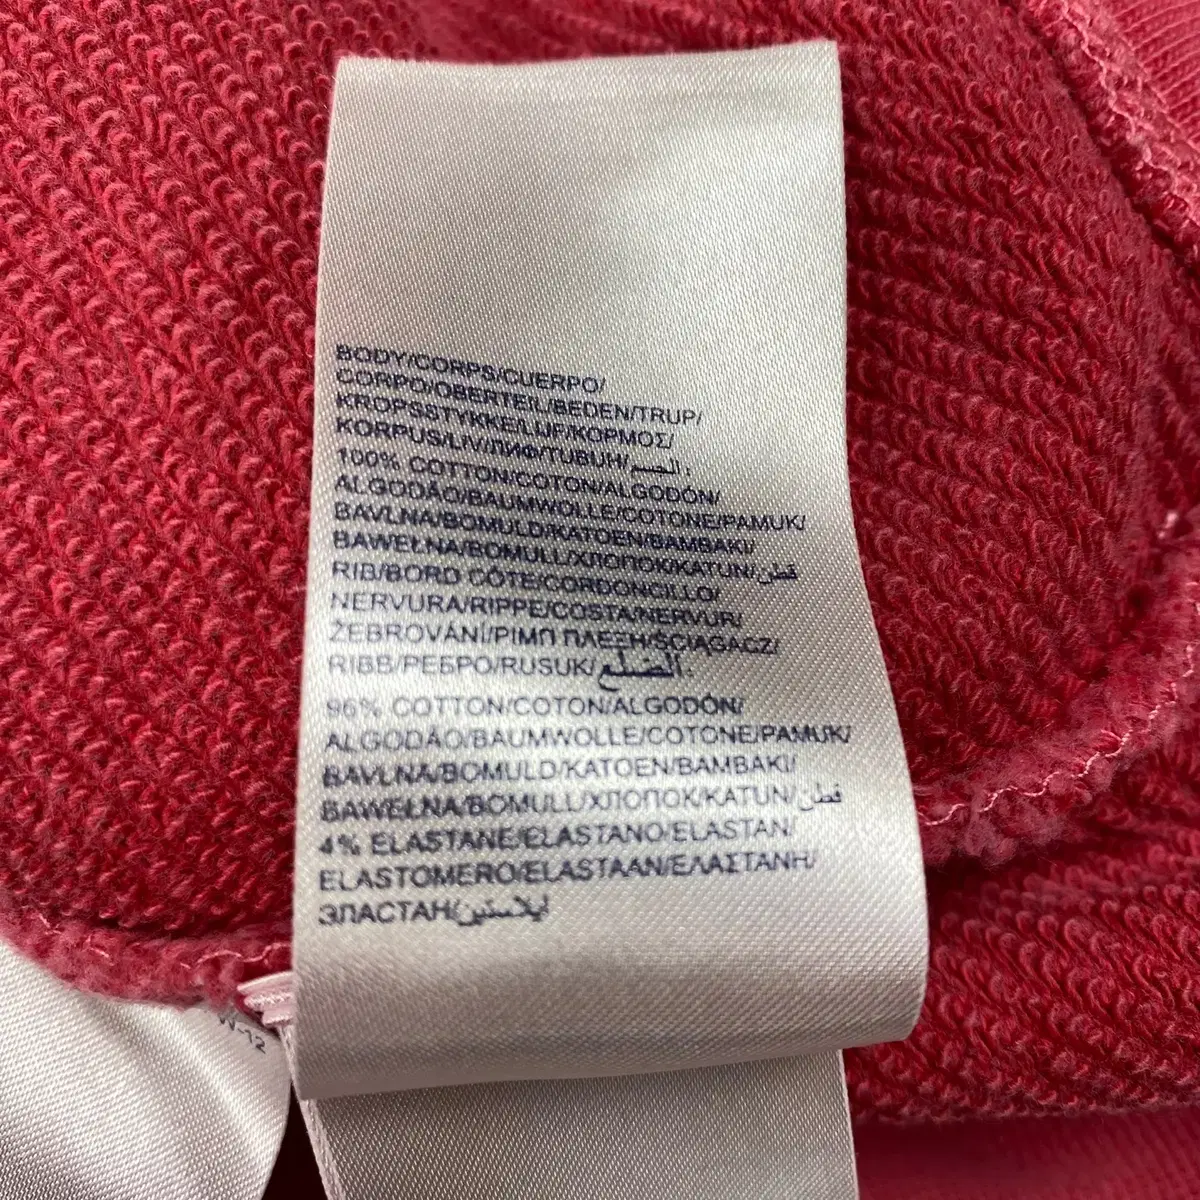 BODY/CORPS/CUERPO/
CORPO/OBERTEIL/BEDEN/TRUP/
KROPSSTYKKE/LIJF/ΚΟΡΜΟΣ/
KORPUS/LIV/ЛИФ/TUBUH/الجسم:
100% COTTON/COTON/ALGODÓN/
ALGODÃO/BAUMWOLLE/COTONE/PAMUK/
BAVLNA/BOMULD/KATOEN/BAMBAKI/
BAWEŁNA/BOMULL/ХЛОПОК/KATUN/قطن
RIB/BORD CÔTE/CORDONCILLO/
NERVURA/RIPPE/COSTA/NERVUR/
ŽEBROVÁNÍ/ΡΙΜΠ ΠΛΕΞΗ/ŚCIĄGACZ/
RIBB/РЕБРО/RUSUK/الضلع:
96% COTTON/COTON/ALGODÓN/
ALGODÃO/BAUMWOLLE/COTONE/PAMUK/
BAVLNA/BOMULD/KATOEN/BAMBAKI/
BAWEŁNA/BOMULL/ХЛОПОК/KATUN/قطن
4% ELASTANE/ELASTANO/ELASTAN/
ELASTOMERO/ELASTAAN/ΕΛΑΣΤΑΝΗ/
ЭЛАСТАН/ايلاستين
W-12